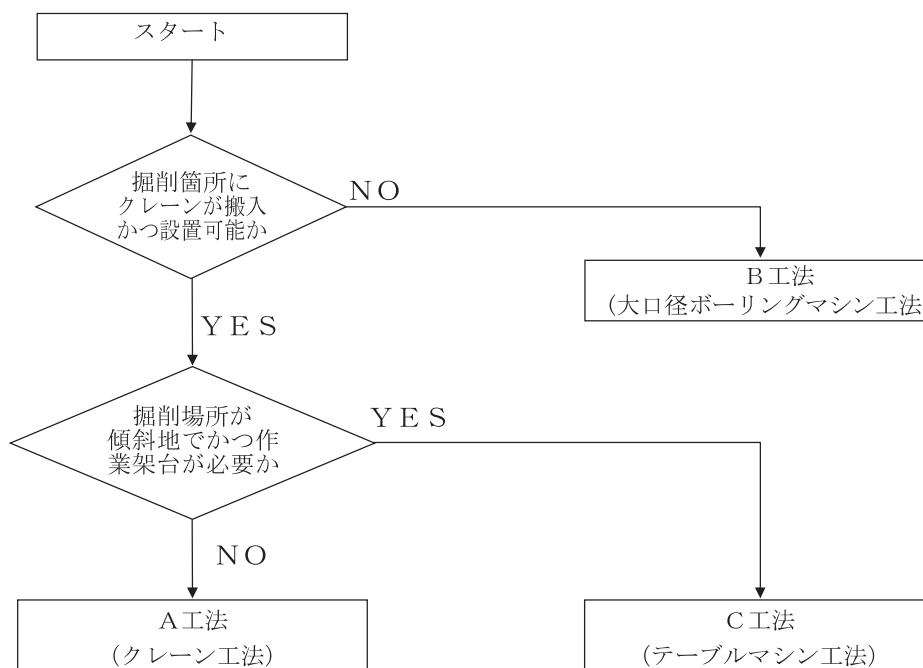 スタート
掘削箇所に
クレーンが搬入
かつ設置可能か
NO
B工法
(大口径ボーリングマシン工法
YES
掘削場所が
傾斜地でかつ作
業架台が必要か
YES
NO
A工法
(クレーン工法)
C工法
(テーブルマシン工法)